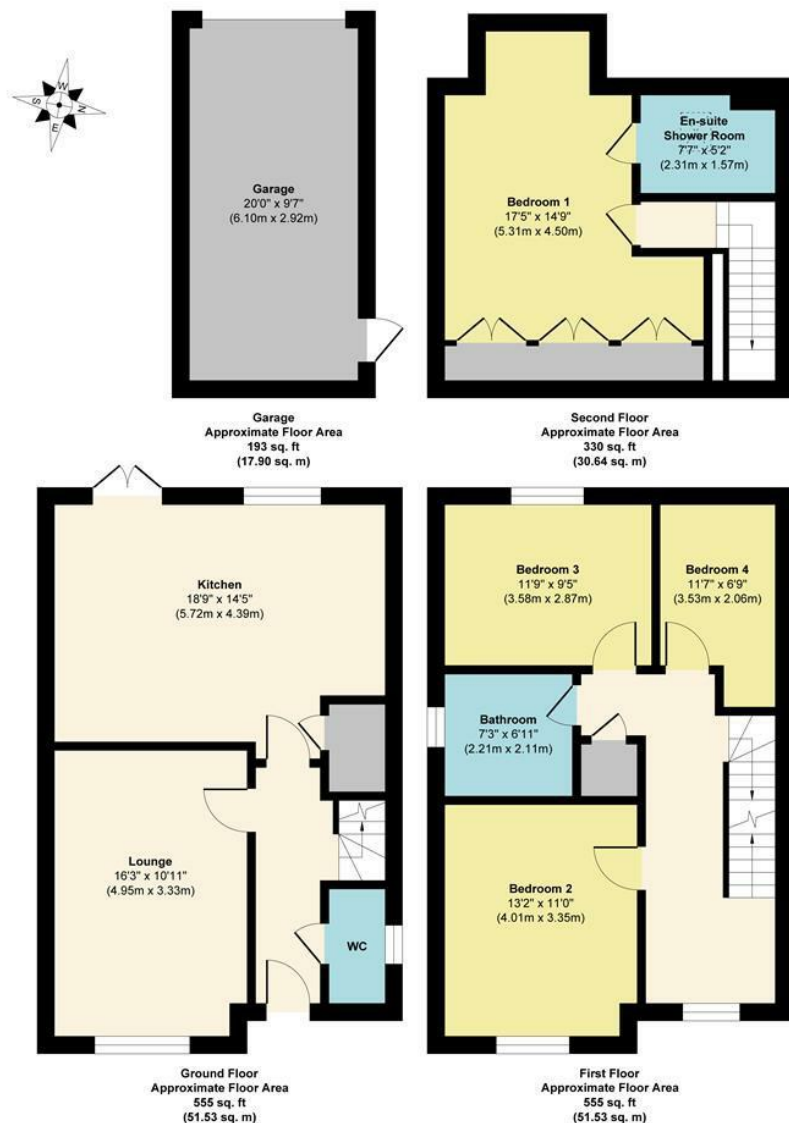 W
S
N
E
Garage
20'0" x 9'7"
(6.10m x 2.92m)
Garage
Approximate Floor Area
193 sq. ft
(17.90 sq. m)
En-suite
Shower Room
7'7" x 5'2"
(2.31m x 1.57m)
Bedroom 1
17'5" x 14'9"
(5.31m x 4.50m)
Second Floor
Approximate Floor Area
330 sq. ft
(30.64 sq. m)
Kitchen
18'9" x 14'5"
(5.72m x 4.39m)
Lounge
16'3" x 10'11"
(4.95m x 3.33m)
WC
Ground Floor
Approximate Floor Area
555 sq. ft
(51.53 sq. m)
Bedroom 3
11'9" x 9'5"
(3.58m x 2.87m)
Bedroom 4
11'7" x 6'9"
(3.53m x 2.06m)
Bathroom
7'3" x 6'11"
(2.21m x 2.11m)
Bedroom 2
13'2" x 11'0"
(4.01m x 3.35m)
First Floor
Approximate Floor Area
555 sq. ft
(51.53 sq. m)